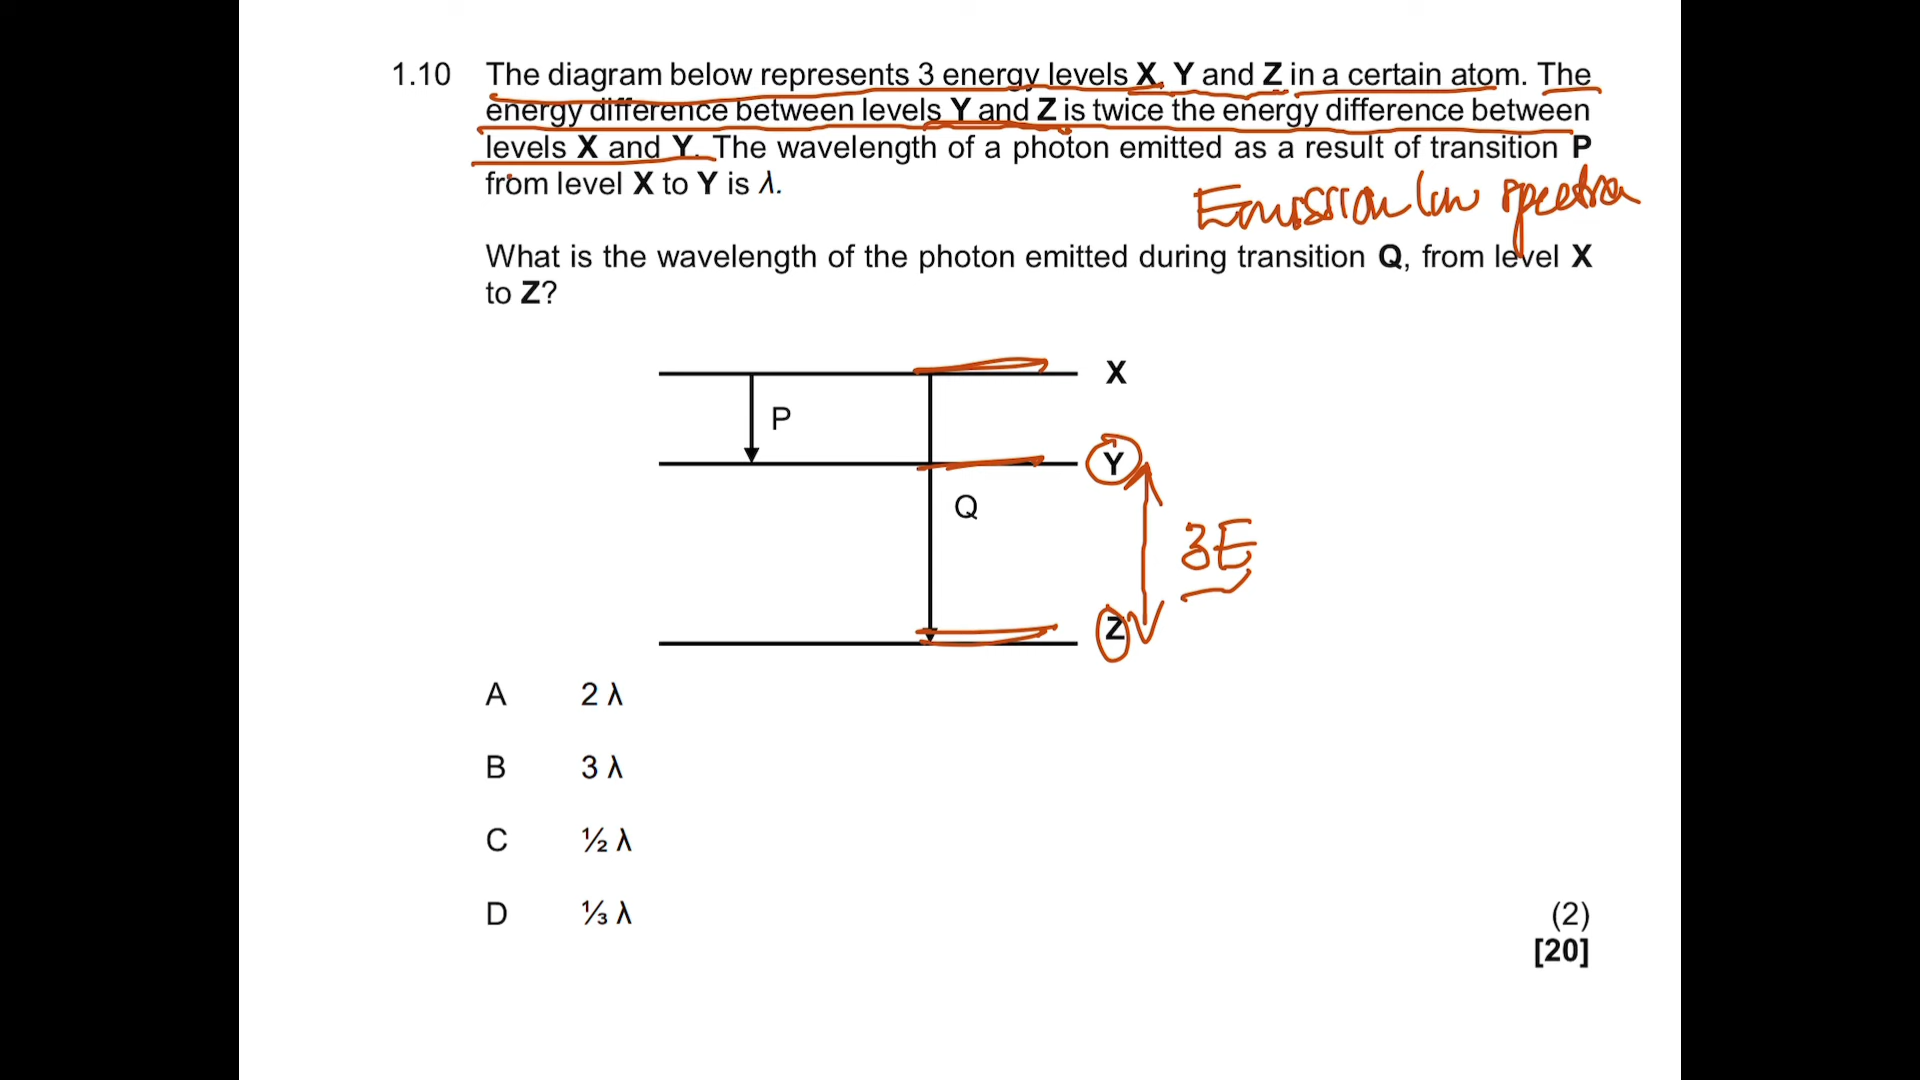 1.10 The diagram below represents 3 energy levels X, Y and Z in a certain atom. The
energy difference between levels Y and Z is twice the energy difference between
levels X and Y. The wavelength of a photon emitted as a result of transition P
from level X to Y is λ.
Emission line spectra
What is the wavelength of the photon emitted during transition Q, from level X
to Z?
X
P
Y
Q
3E
Z
A 2 λ
B 3 λ
C ½ λ
D ⅓ λ (2)
[20]